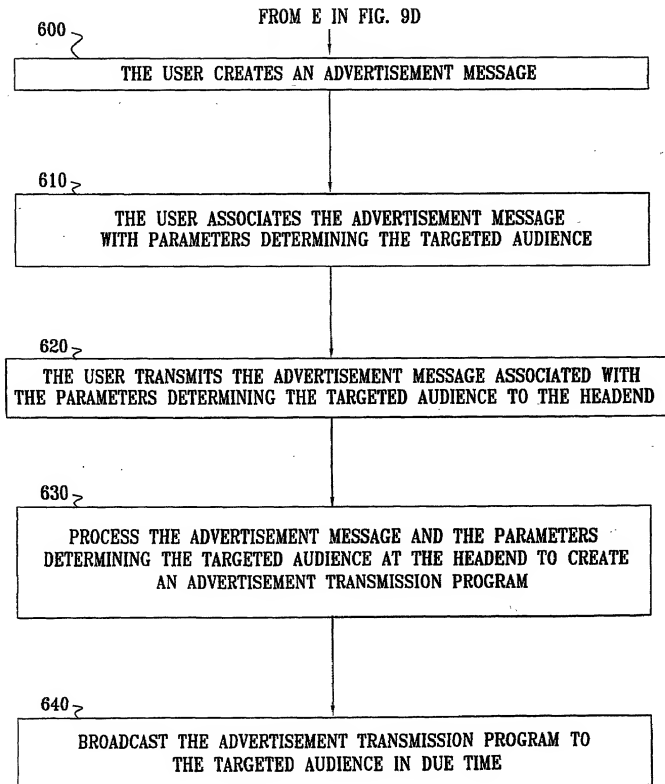 FROM E IN FIG. 9D
600
THE USER CREATES AN ADVERTISEMENT MESSAGE
610
THE USER ASSOCIATES THE ADVERTISEMENT MESSAGE
WITH PARAMETERS DETERMINING THE TARGETED AUDIENCE
620
THE USER TRANSMITS THE ADVERTISEMENT MESSAGE ASSOCIATED WITH
THE PARAMETERS DETERMINING THE TARGETED AUDIENCE TO THE HEADEND
630
PROCESS THE ADVERTISEMENT MESSAGE AND THE PARAMETERS
DETERMINING THE TARGETED AUDIENCE AT THE HEADEND TO CREATE
AN ADVERTISEMENT TRANSMISSION PROGRAM
640
BROADCAST THE ADVERTISEMENT TRANSMISSION PROGRAM TO
THE TARGETED AUDIENCE IN DUE TIME